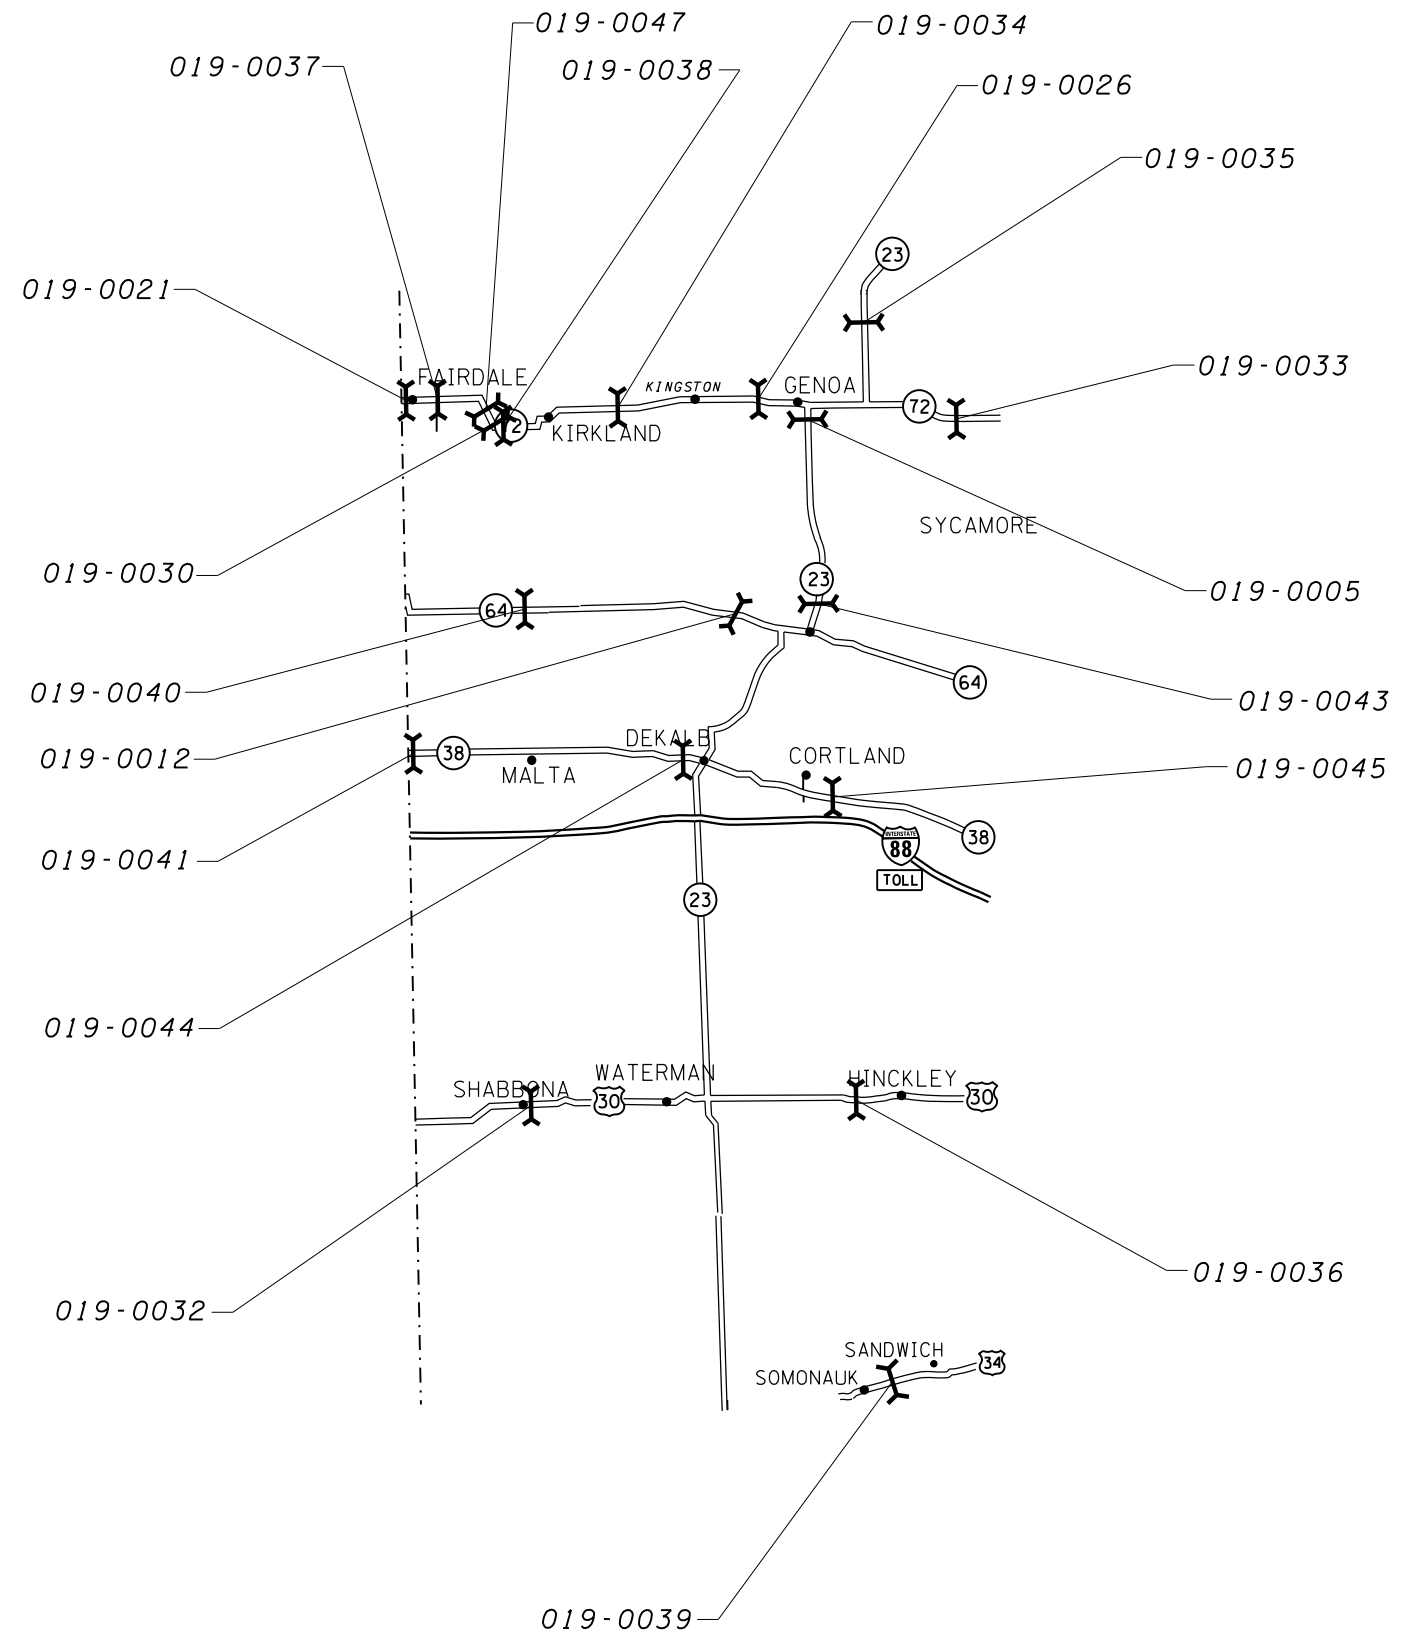 019-0047
019-0034
019-0037
019-0038
019-0026
019-0035
23
019-0021
FAIRDALE
KINGSTON
GENOA
019-0033
72
2
KIRKLAND
SYCAMORE
019-0030
23
019-0005
64
019-0040
64
019-0043
DEKALB
019-0012
38
CORTLAND
019-0045
MALTA
38
INTERSTATE
88
019-0041
TOLL
23
019-0044
WATERMAN
SHABBONA
HINCKLEY
30
30
019-0036
019-0032
SANDWICH
34
SOMONAUK
019-0039